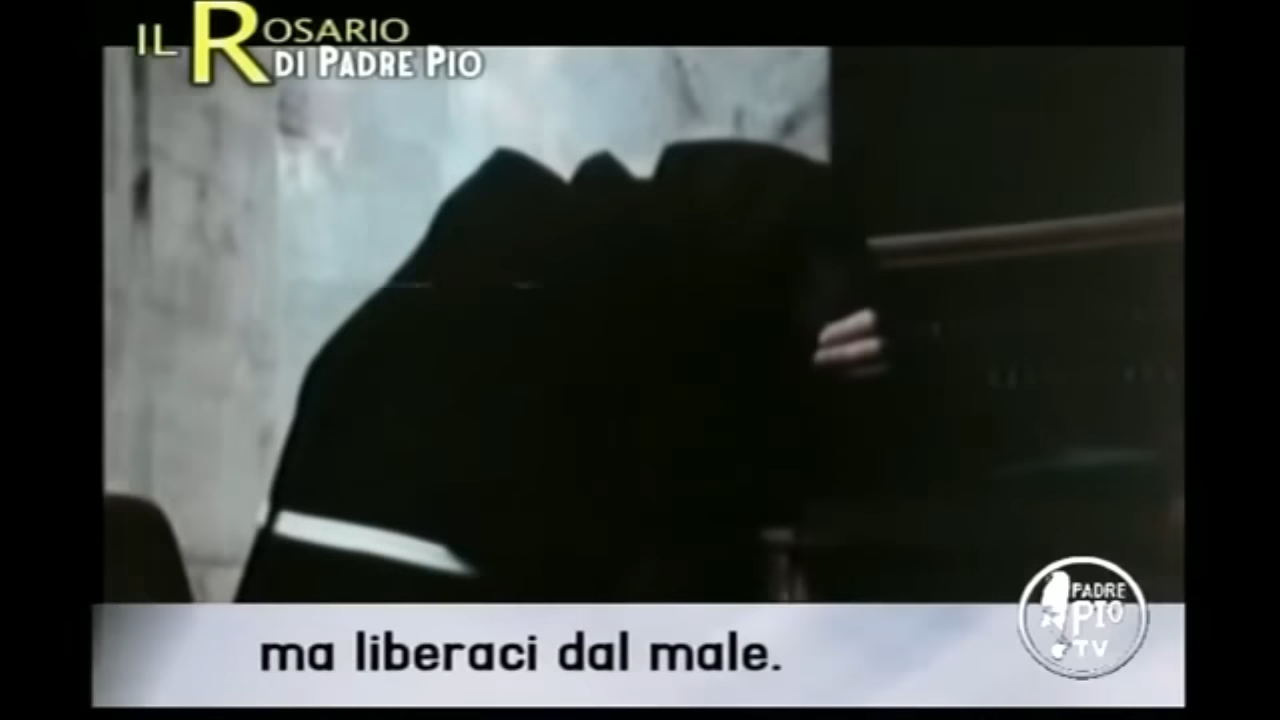 IL ROSARIO
DI PADRE PIO
ma liberaci dal male.
PADRE
PIO
TV